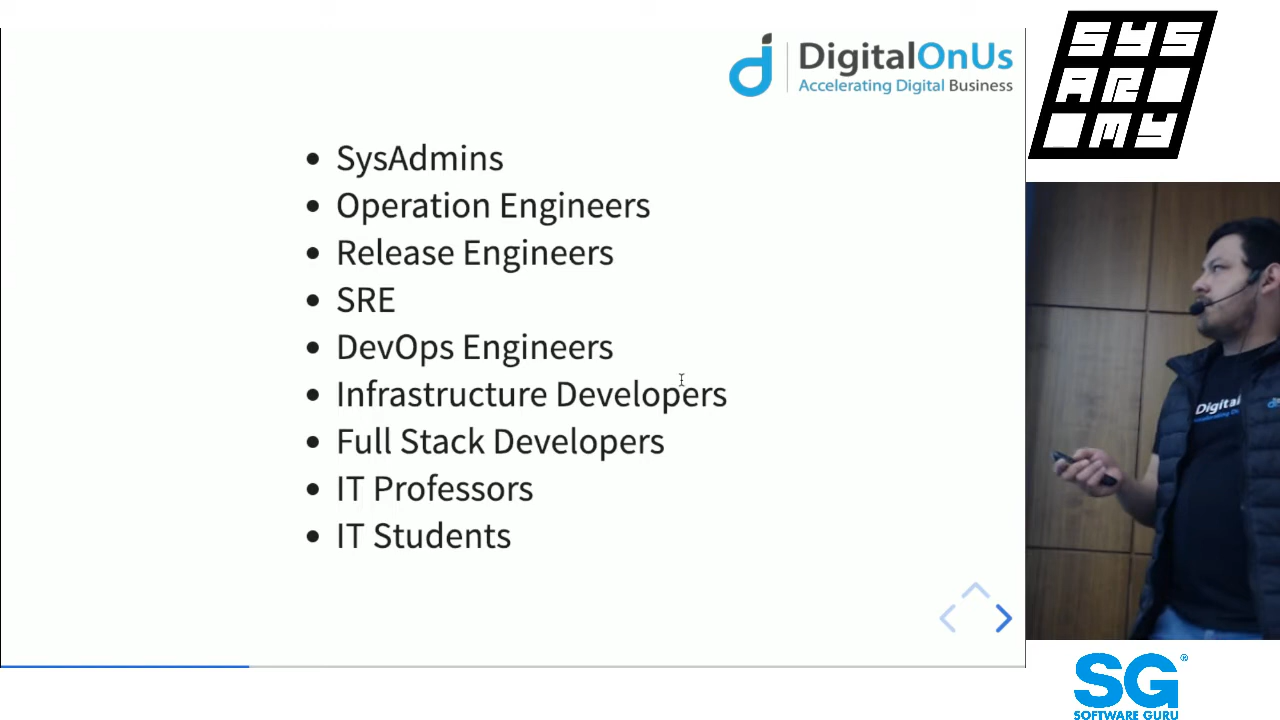 DigitalOnUs
Accelerating Digital Business
SYS
AR
MY
• SysAdmins
• Operation Engineers
• Release Engineers
• SRE
• DevOps Engineers
• Infrastructure Developers
• Full Stack Developers
• IT Professors
• IT Students
Digital
SG®
SOFTWARE GURU